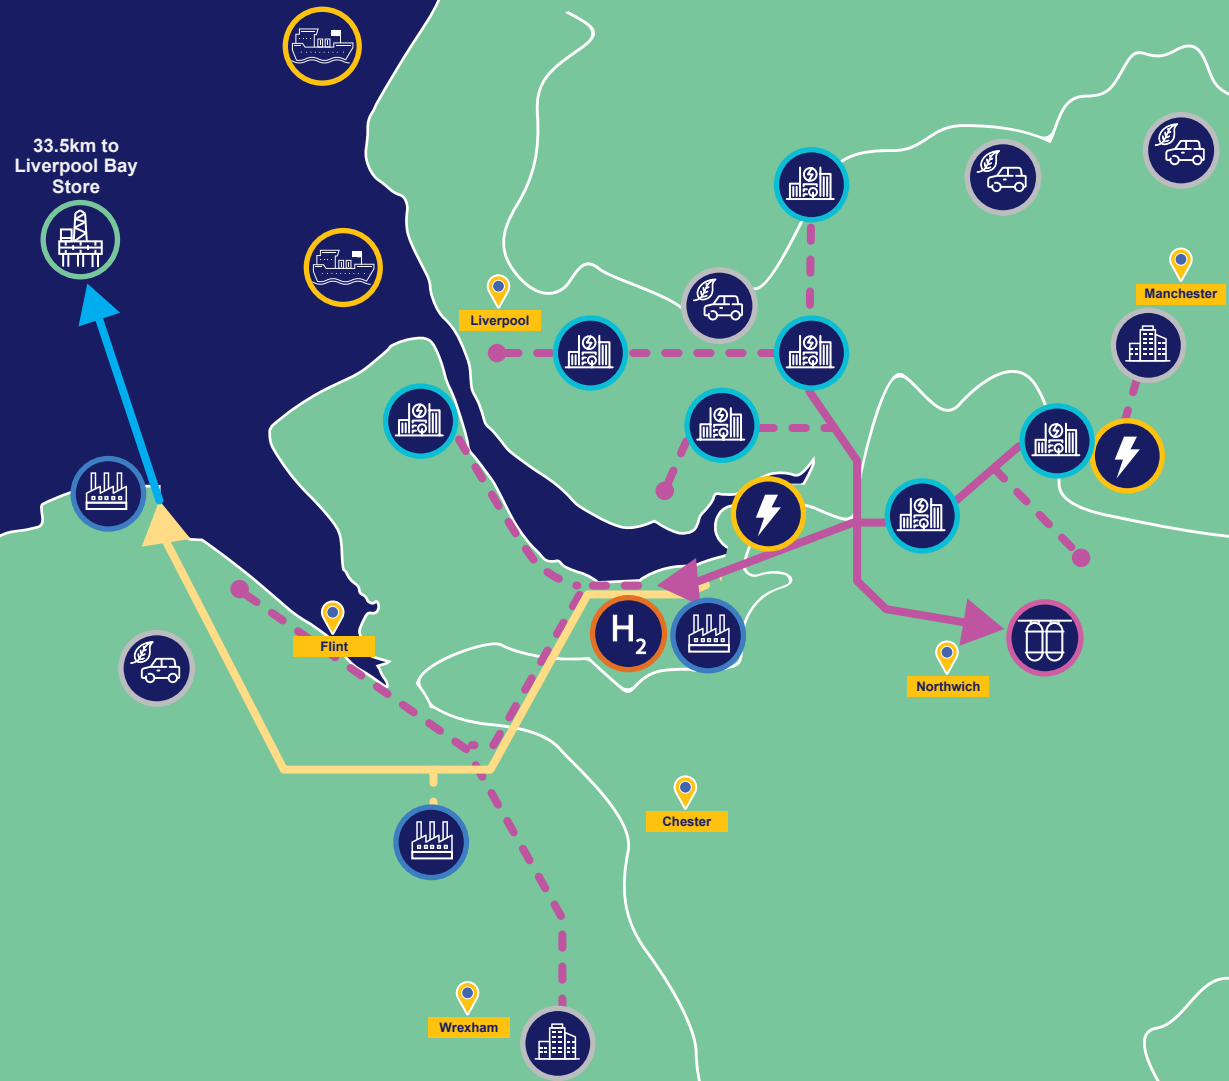 33.5km to
Liverpool Bay
Store
Liverpool
Manchester
Flint
H2
Northwich
Chester
Wrexham